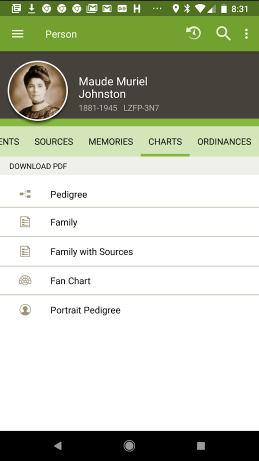 8:31
Person
Maude Muriel
Johnston
1881-1945 LZFP-3N7
ENTS SOURCES MEMORIES CHARTS ORDINANCES
DOWNLOAD PDF
Pedigree
Family
Family with Sources
Fan Chart
Portrait Pedigree